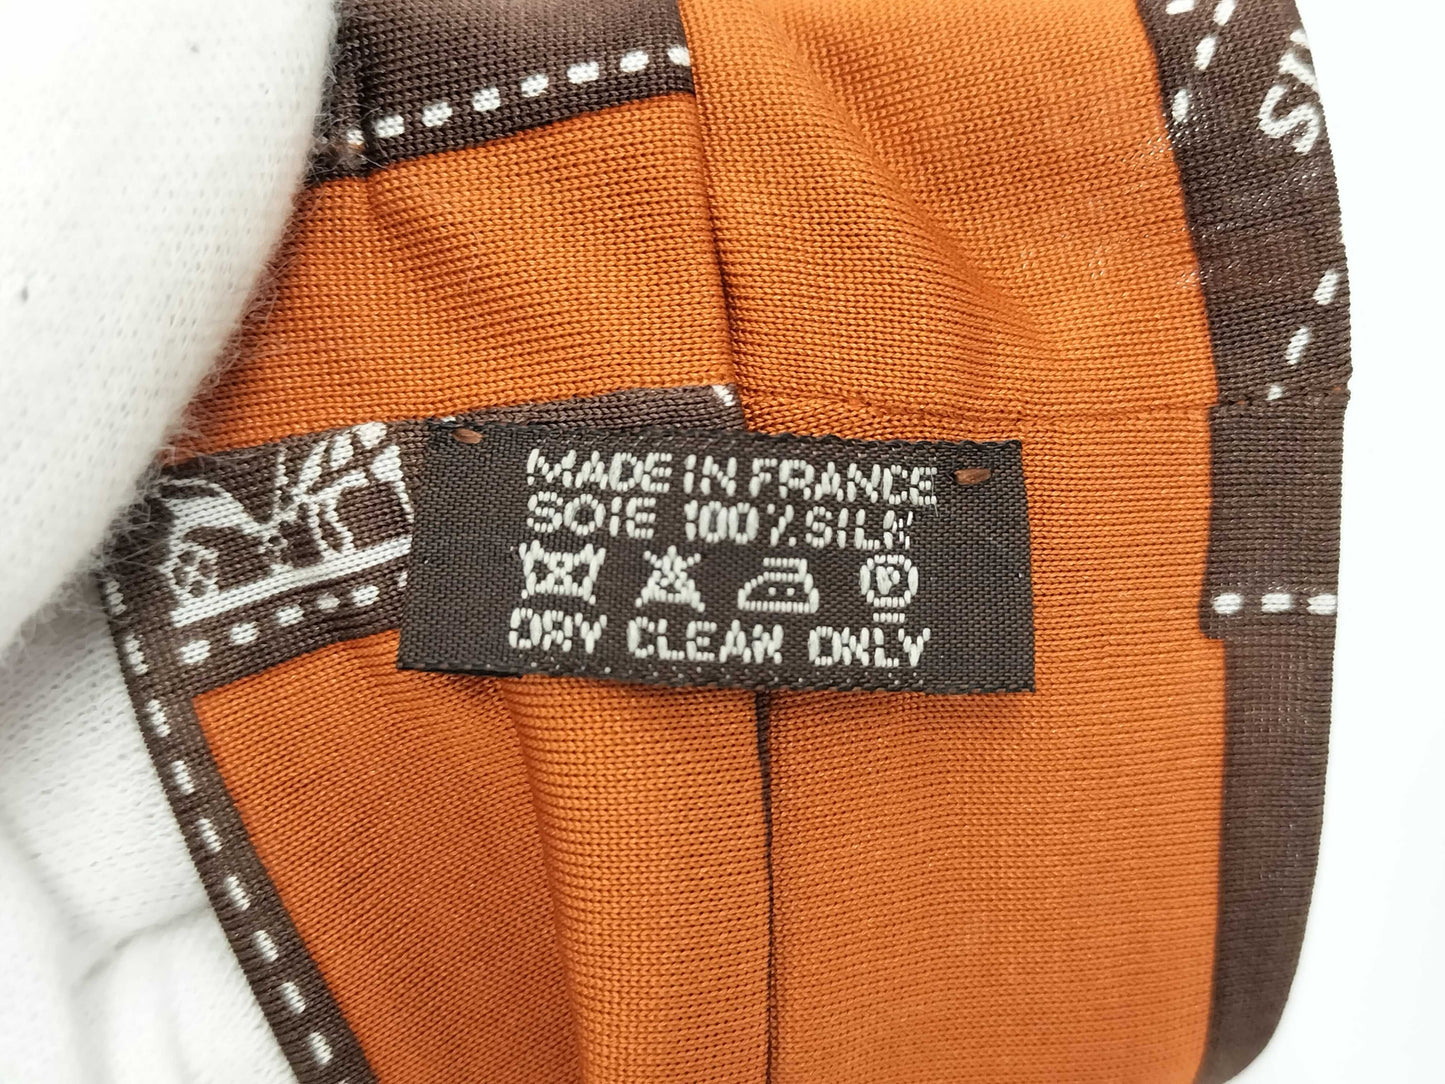 MADE IN FRANCE
SOIE 100% SILK
P
DRY CLEAN ONLY